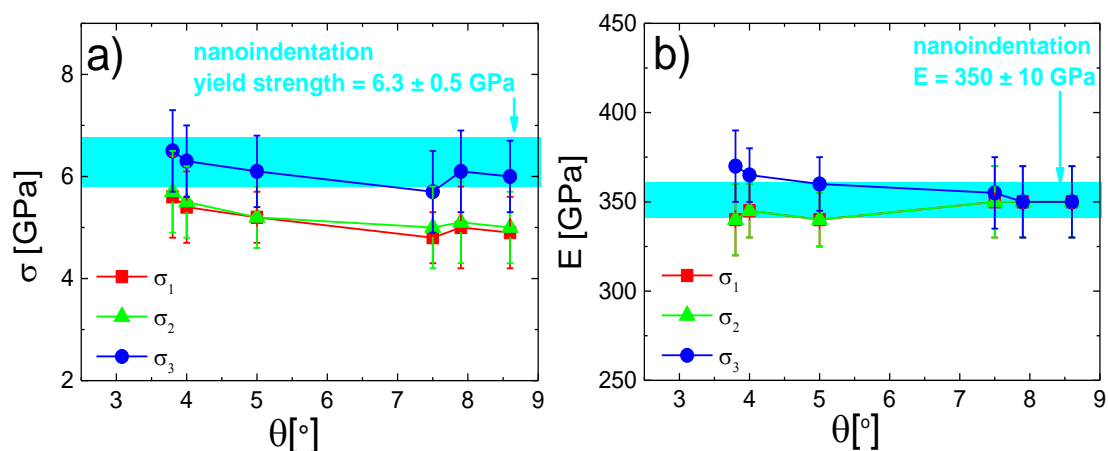 a)
nanoindentation
yield strength = 6.3 ± 0.5 GPa
8
6
4
2
σ [GPa]
σ₁
σ₂
σ₃
3 4 5 6 7 8 9
θ[°]
b)
nanoindentation
E = 350 ± 10 GPa
450
400
350
300
250
E [GPa]
σ₁
σ₂
σ₃
3 4 5 6 7 8 9
θ[º]